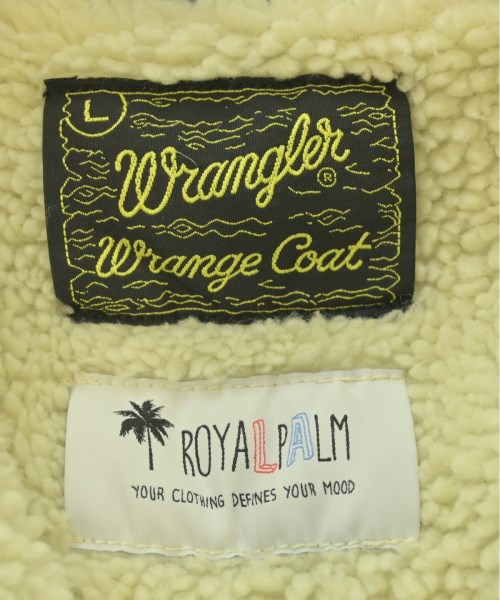 L
Wrangler ®
Wrange Coat
ROYALPALM
YOUR CLOTHING DEFINES YOUR MOOD